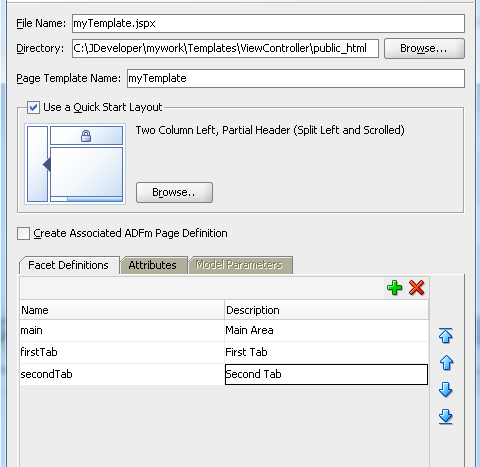 File Name: myTemplate.jspx
Directory: C:\JDeveloper\mywork\Templates\ViewController\public_html Browse...
Page Template Name: myTemplate
Use a Quick Start Layout
Two Column Left, Partial Header (Split Left and Scrolled)
Browse..
Create Associated ADFm Page Definition
Facet Definitions Attributes Model Parameters
Name Description
main Main Area
firstTab First Tab
secondTab Second Tab